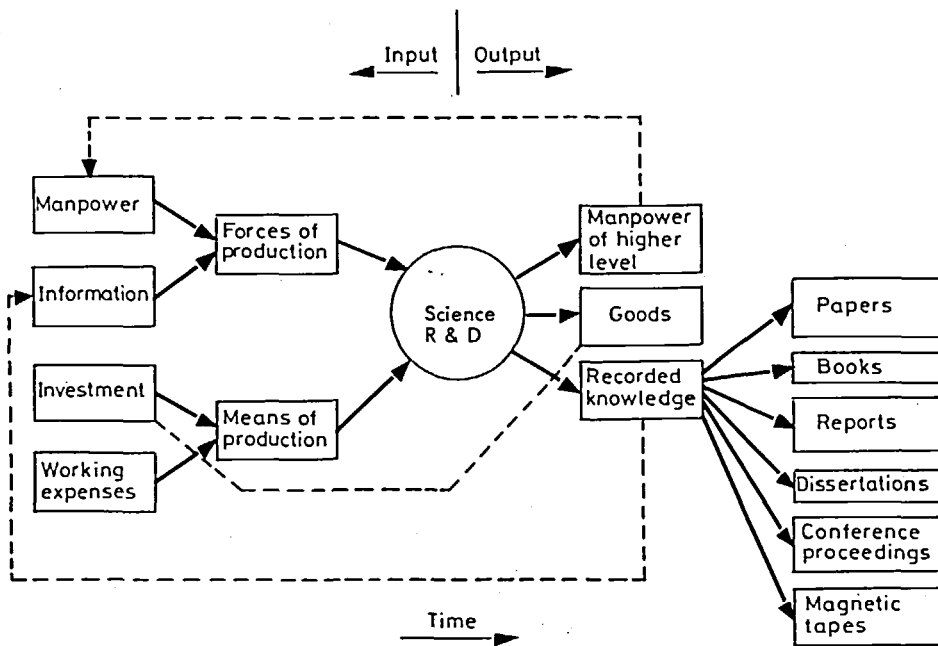 Input
Output
Manpower
Forces of
production
Information
Investment
Means of
production
Working
expenses
Science
R & D
Manpower
of higher
level
Goods
Recorded
knowledge
Papers
Books
Reports
Dissertations
Conference
proceedings
Magnetic
tapes
Time